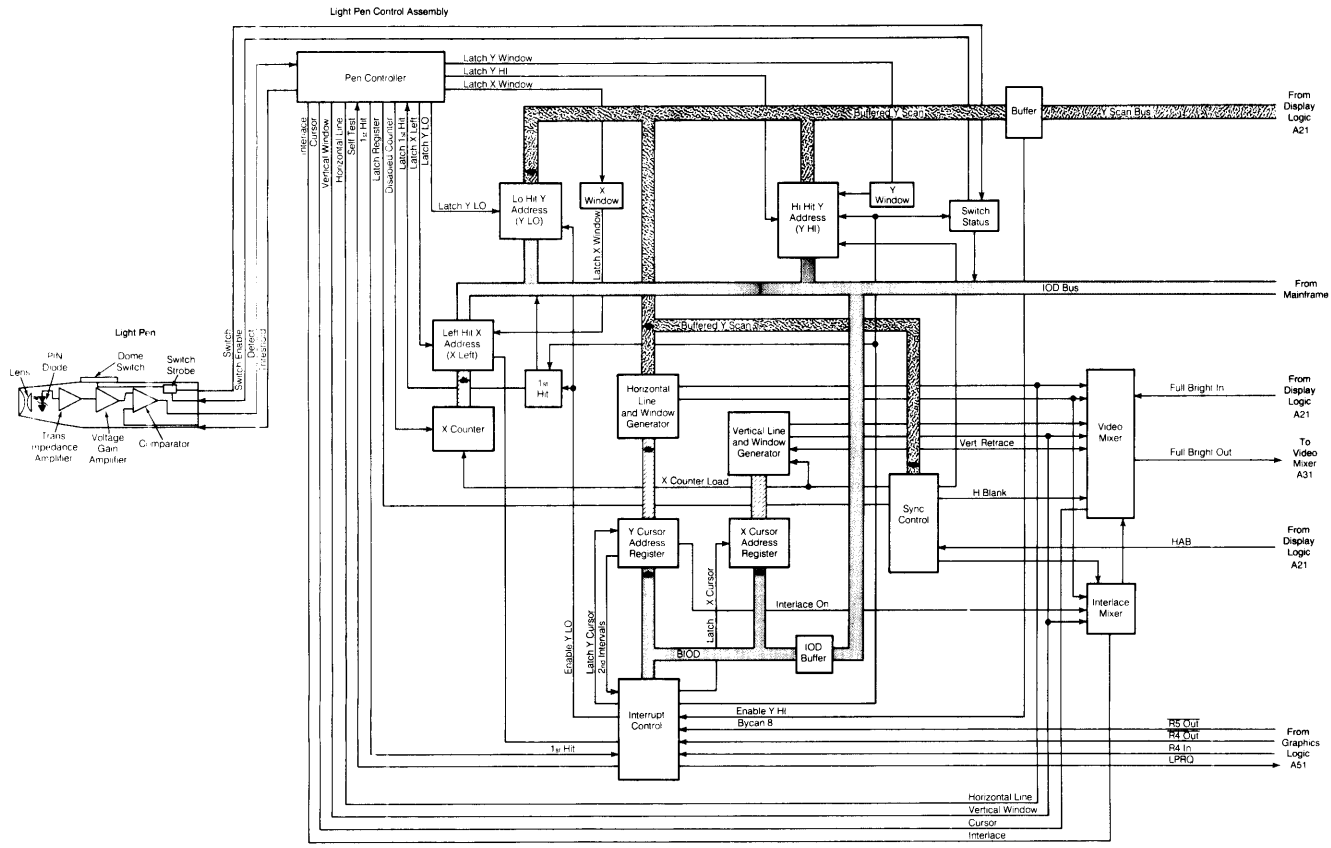 Light Pen Control Assembly
Pen Controller
Latch Y Window
Latch Y HI
Latch X Window
Interlace
Cursor
Vertical Window
Horizontal Line
Self Test
1st Hit
Latch Register
Disabled Counter
Latch 1st Hit
Latch X Left
Latch Y LO
Buffered Y Scan
Buffer
Y Scan Bus
From
Display
Logic
A21
Latch Y LO
Lo Hit Y
Address
(Y LO)
X
Window
Latch X Window
Hi Hit Y
Address
(Y HI)
Y
Window
Switch
Status
IOD Bus
From
Mainframe
Light Pen
Lens
PIN
Diode
Dome
Switch
Switch
Strobe
Trans
Impedance
Amplifier
Voltage
Gain
Amplifier
Comparator
Switch
Switch Enable
Detect
Threshold
Left Hit X
Address
(X Left)
1st
Hit
X Counter
Buffered Y Scan
Horizontal
Line
and Window
Generator
Vertical Line
and Window
Generator
Vert Retrace
Video
Mixer
Full Bright In
From
Display
Logic
A21
Full Bright Out
To
Video
Mixer
A31
X Counter Load
Sync
Control
H Blank
HAB
From
Display
Logic
A21
Y Cursor
Address
Register
X Cursor
Address
Register
Interlace On
Interlace
Mixer
Enable Y LO
Latch Y Cursor
2nd Intervals
Latch X Cursor
BIOD
IOD
Buffer
Interrupt
Control
Enable Y HI
Bycan 8
1st Hit
R5 Out
R4 Out
R4 In
LPRQ
From
Graphics
Logic
A51
Horizontal Line
Vertical Window
Cursor
Interlace